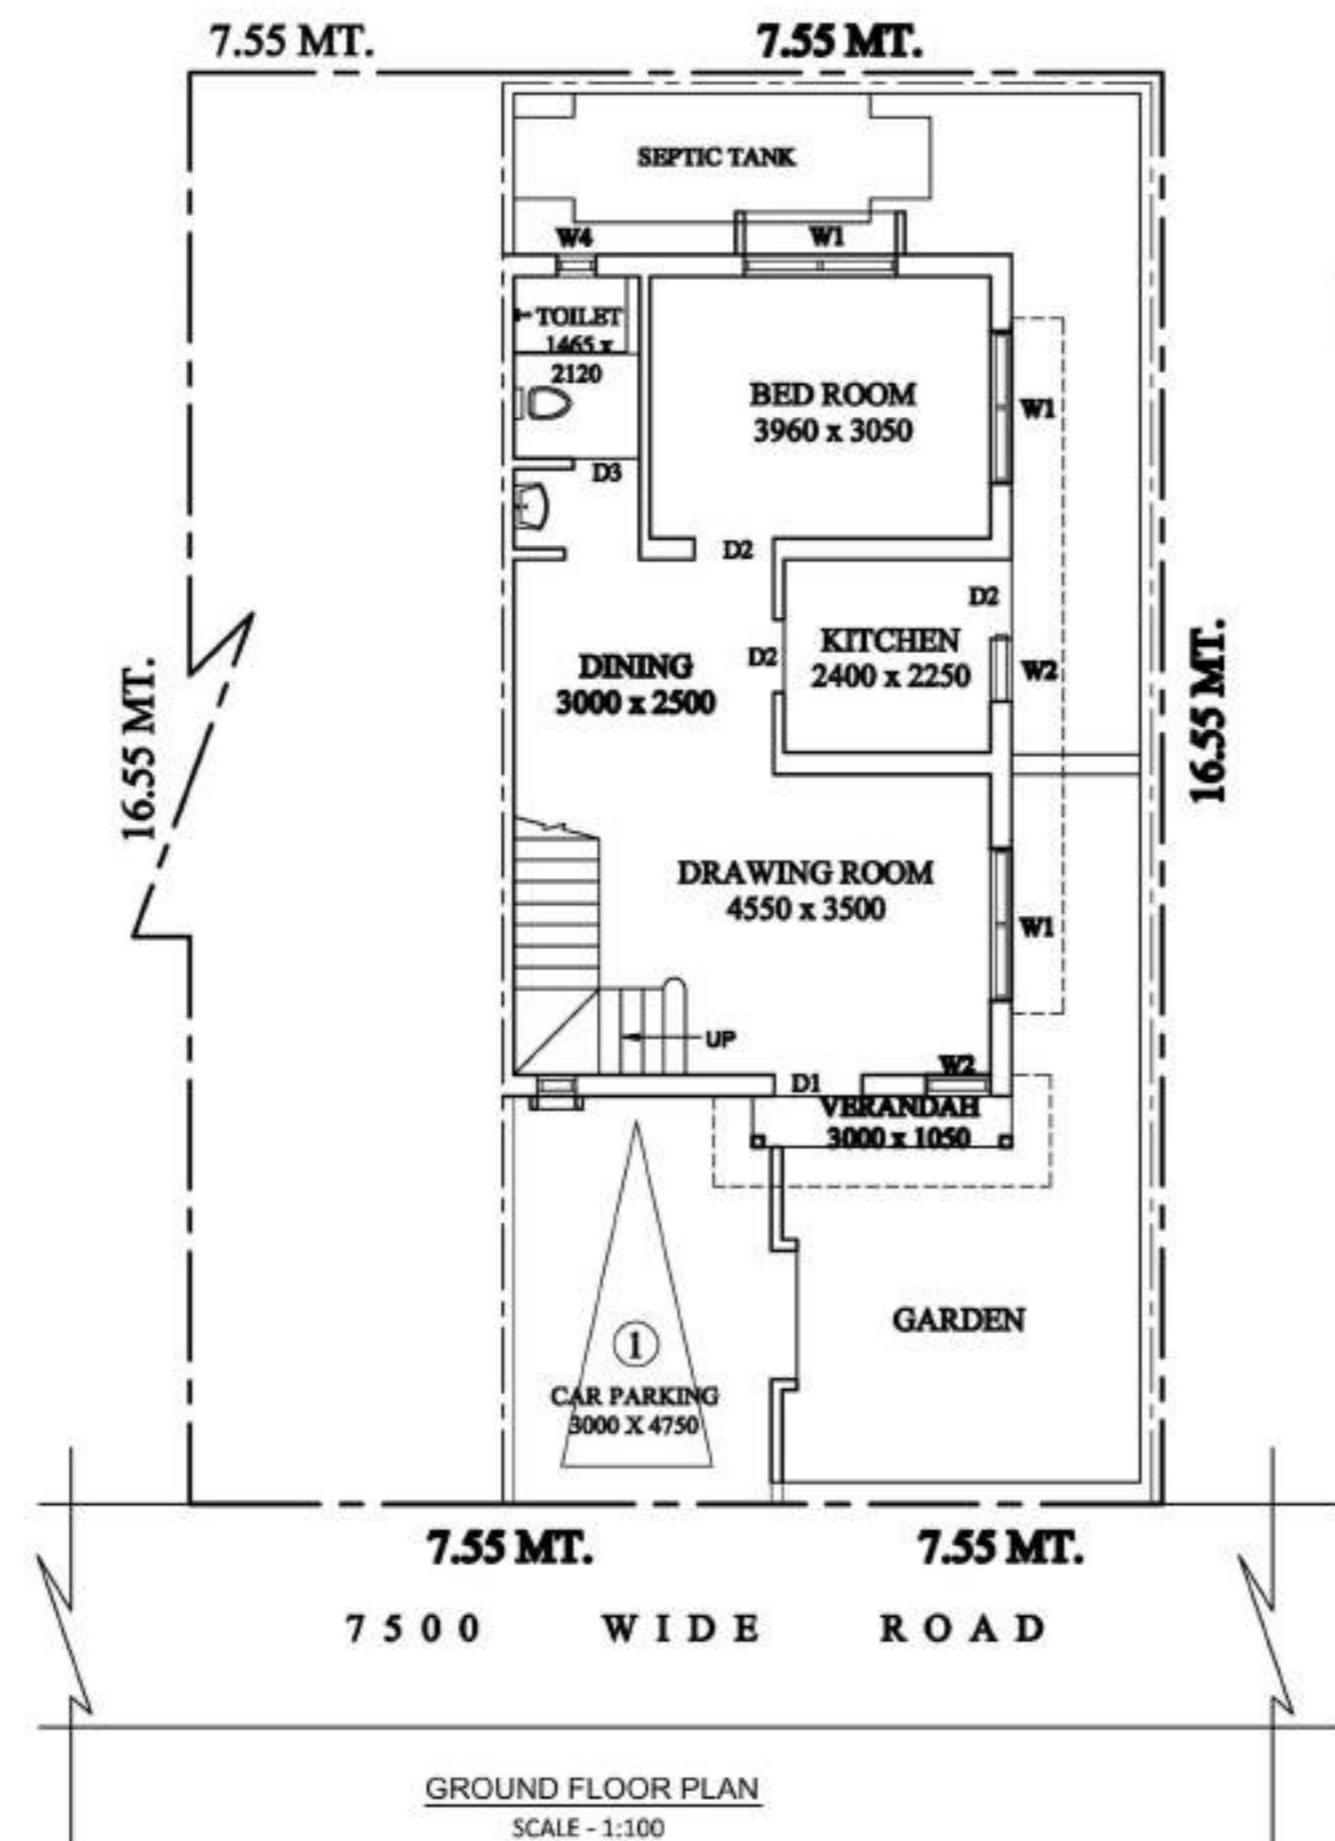 7.55 MT.
7.55 MT.
SEPTIC TANK
W4
W1
TOILET
1465 x
2120
BED ROOM
3960 x 3050
W1
D3
D2
D2
KITCHEN
2400 x 2250
D2
W2
DINING
3000 x 2500
16.55 MT.
16.55 MT.
DRAWING ROOM
4550 x 3500
W1
UP
W2
D1
VERANDAH
3000 x 1050
GARDEN
1
CAR PARKING
3000 X 4750
7.55 MT.
7.55 MT.
7500 WIDE ROAD
GROUND FLOOR PLAN
SCALE - 1:100